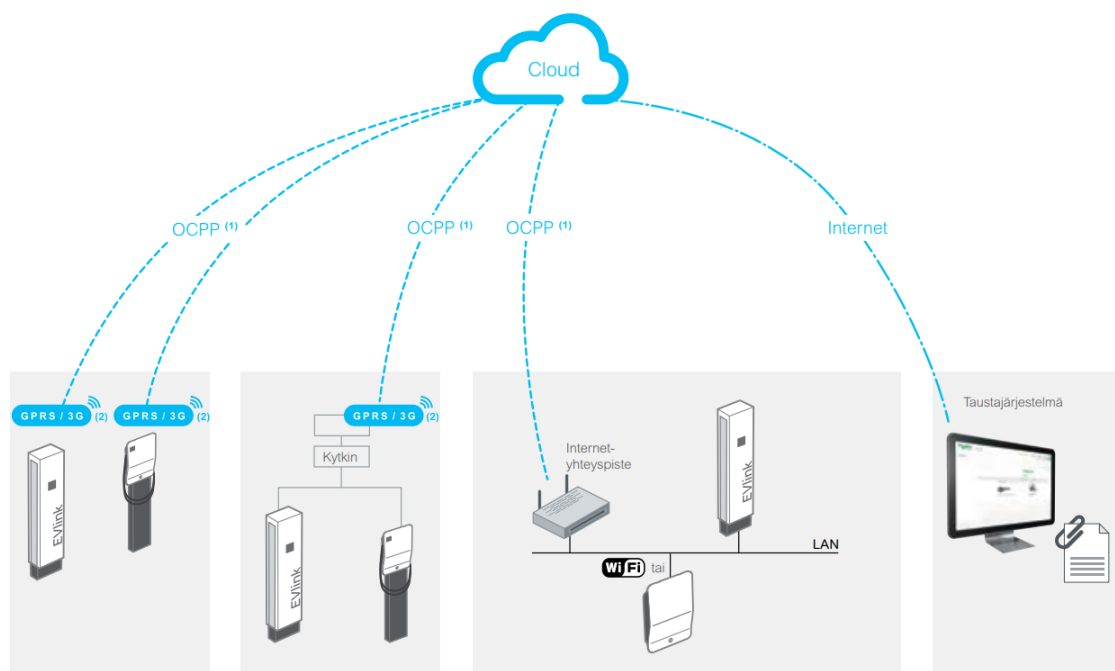 Cloud
OCPP (1)
OCPP (1)
OCPP (1)
Internet
GPRS / 3G (2)
GPRS / 3G (2)
GPRS / 3G (2)
Taustajärjestelmä
Kytkin
Internet-
yhteyspiste
EVlink
EVlink
EVlink
LAN
WiFi tai